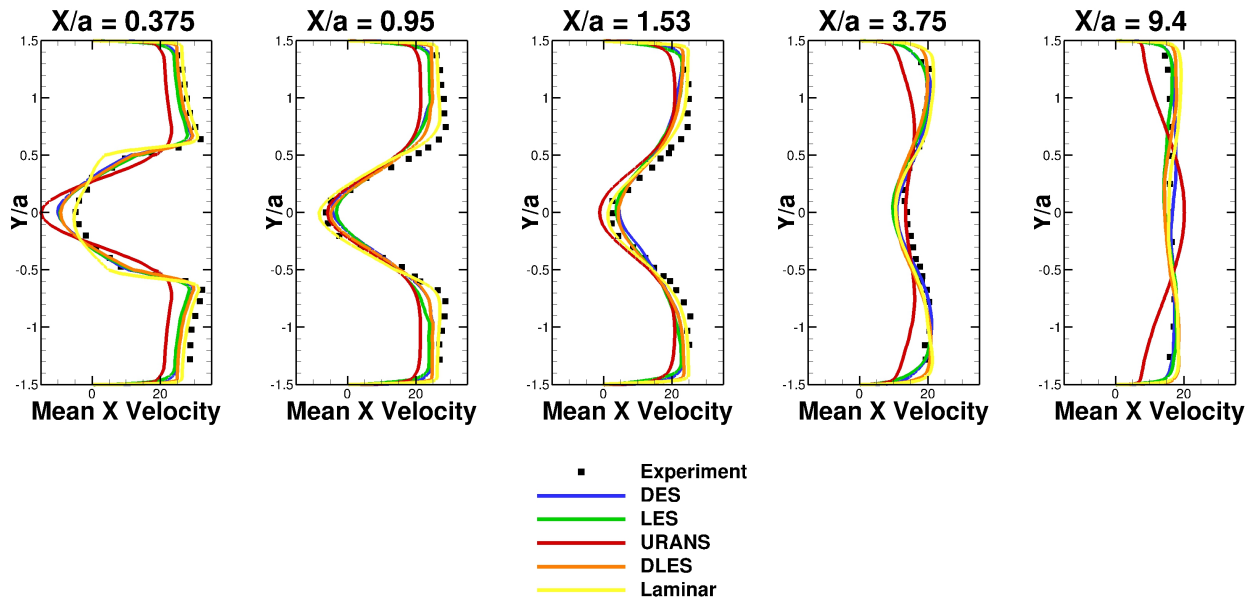 X/a = 0.375 X/a = 0.95 X/a = 1.53 X/a = 3.75 X/a = 9.4
1.5 1.5 1.5 1.5 1.5
1 1 1 1 1
0.5 0.5 0.5 0.5 0.5
Y/a 0 Y/a 0 Y/a 0 Y/a 0 Y/a 0
-0.5 -0.5 -0.5 -0.5 -0.5
-1 -1 -1 -1 -1
-1.5 -1.5 -1.5 -1.5 -1.5
0 20 0 20 0 20 0 20 0 20
Mean X Velocity Mean X Velocity Mean X Velocity Mean X Velocity Mean X Velocity
Experiment
DES
LES
URANS
DLES
Laminar